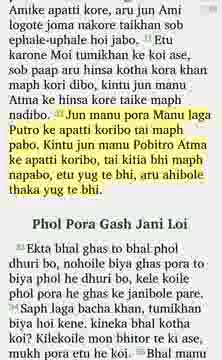 Amike apatti kore, aru jun Ami
logote joma nakore taikhan sob
ephale-uphale hoi jabo. 31 Etu
karone Moi tumikhan ke koi ase,
sob paap aru hinsa kotha kora khan
maph kori dibo, kintu jun manu
Atma ke hinsa kore taike maph
nadibo. 32 Jun manu pora Manu laga
Putro ke apatti koribo tai maph
pabo. Kintu jun manu Pobitro Atma
ke apatti koribo, tai kitia bhi maph
napabo, etu yug te bhi, aru ahibole
thaka yug te bhi.
Phol Pora Gash Jani Loi
33 Ekta bhal ghas to bhal phol
dhuri bo, nohoile biya ghas pora to
biya phol he dhuri bo, kele koile
phol pora he ghas ke janibole pare.
34 Saph laga bacha khan, tumikhan
biya hoi kene, kineka bhal kotha
koi? Kilekoile mon bhitor te ki ase,
mukh pora etu he koi. 35 Bhal manu